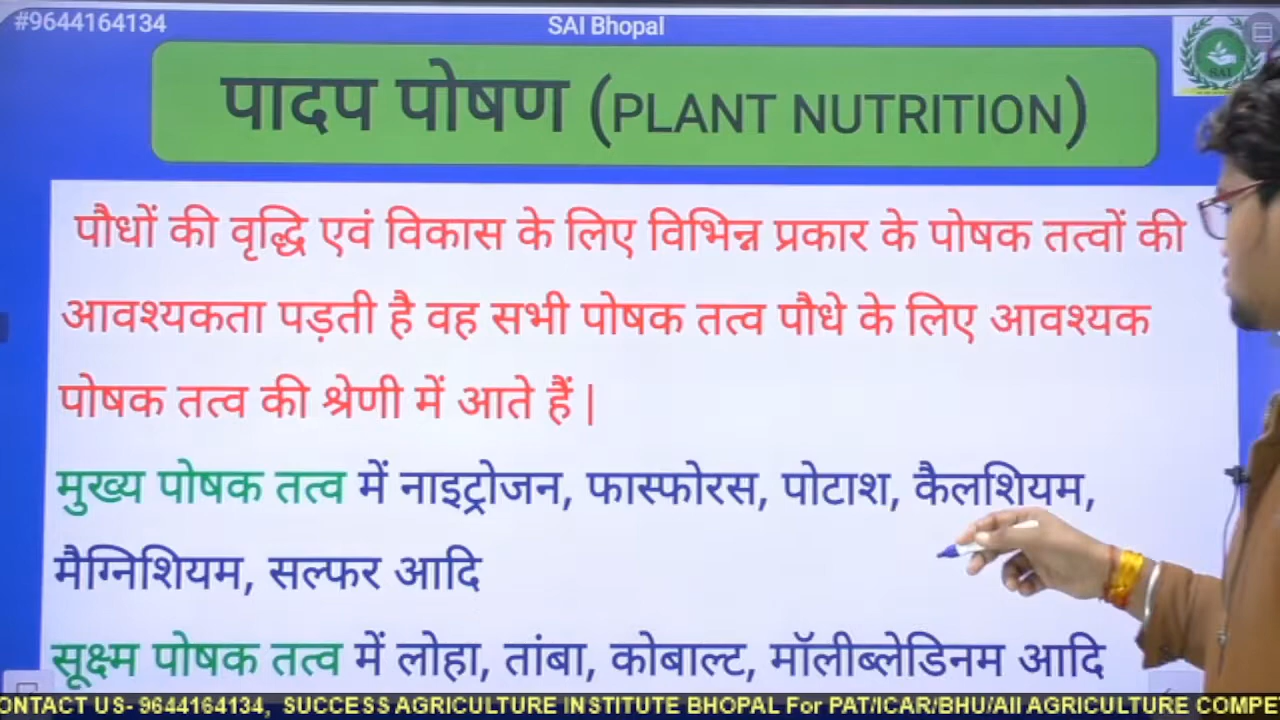 #9644164134
SAI Bhopal
पादप पोषण (PLANT NUTRITION)
SAI
पौधों की वृद्धि एवं विकास के लिए विभिन्न प्रकार के पोषक तत्वों की
आवश्यकता पड़ती है वह सभी पोषक तत्व पौधे के लिए आवश्यक
पोषक तत्व की श्रेणी में आते हैं |
मुख्य पोषक तत्व में नाइट्रोजन, फास्फोरस, पोटाश, कैलशियम,
मैग्निशियम, सल्फर आदि
सूक्ष्म पोषक तत्व में लोहा, तांबा, कोबाल्ट, मॉलीब्लेडिनम आदि
ONTACT US- 9644164134, SUCCESS AGRICULTURE INSTITUTE BHOPAL For PAT/ICAR/BHU/All AGRICULTURE COMPE